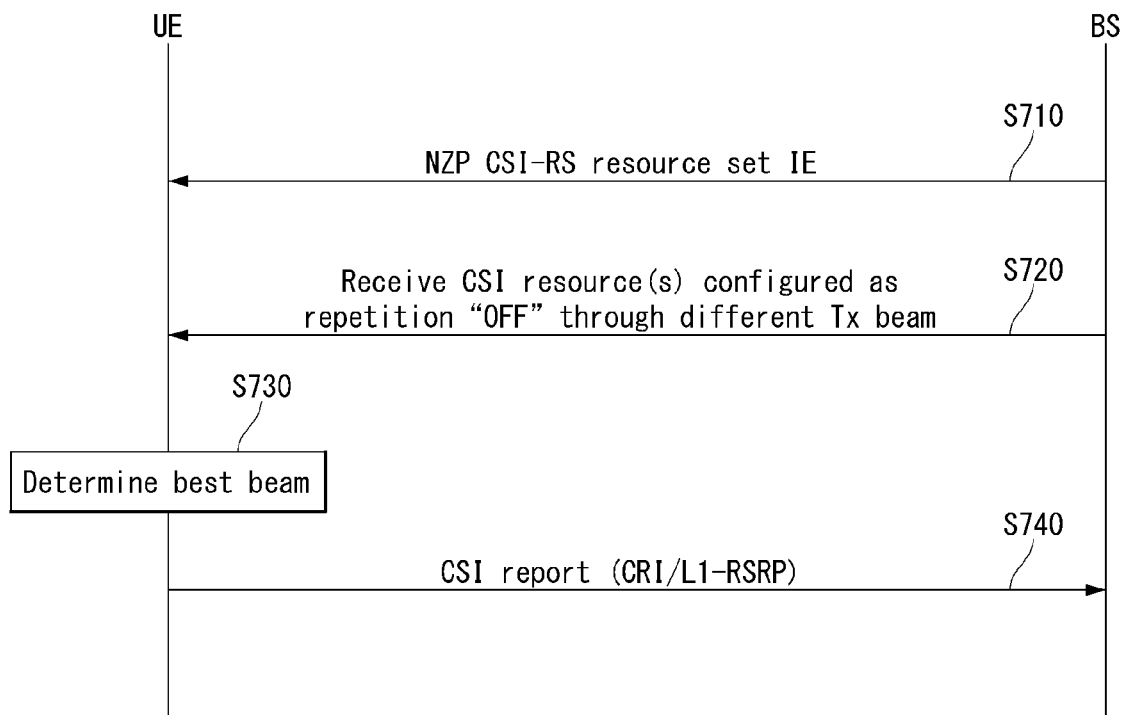 UE
BS
S710
NZP CSI-RS resource set IE
S720
Receive CSI resource(s) configured as
repetition “OFF” through different Tx beam
S730
Determine best beam
S740
CSI report (CRI/L1-RSRP)